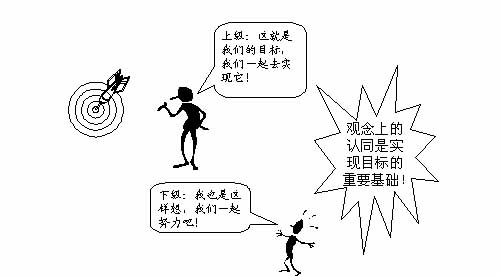 上级：这就是
我们的目标，
我们一起去实
现它！
观念上的
认同是实
现目标的
重要基础！
下级：我也是这
样想，我们一起
努力吧！